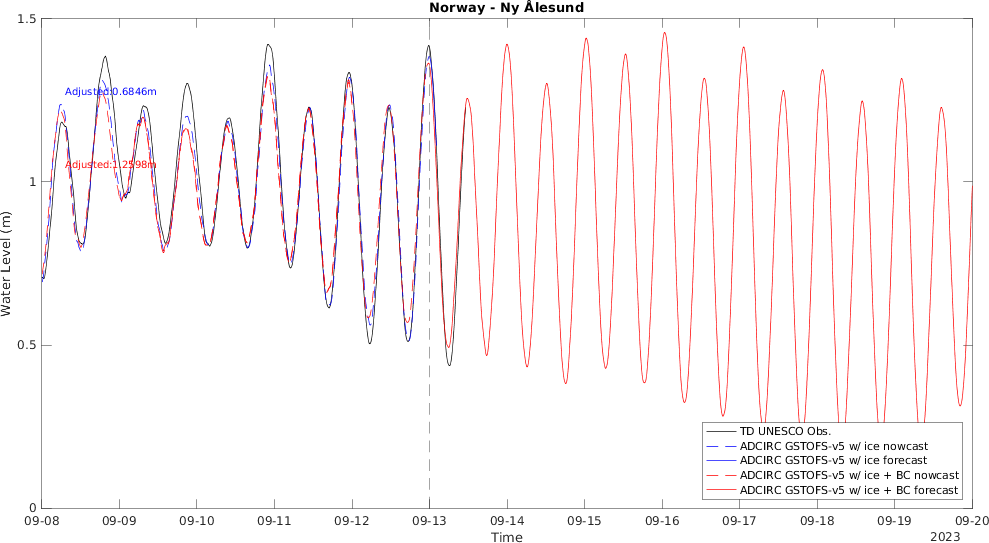 Norway - Ny Ålesund
1.5
1
0.5
0
Water Level (m)
Adjusted:0.6846m
Adjusted:1.2598m
TD UNESCO Obs.
ADCIRC GSTOFS-v5 w/ ice nowcast
ADCIRC GSTOFS-v5 w/ ice forecast
ADCIRC GSTOFS-v5 w/ ice + BC nowcast
ADCIRC GSTOFS-v5 w/ ice + BC forecast
09-08 09-09 09-10 09-11 09-12 09-13 09-14 09-15 09-16 09-17 09-18 09-19 09-20
Time
2023